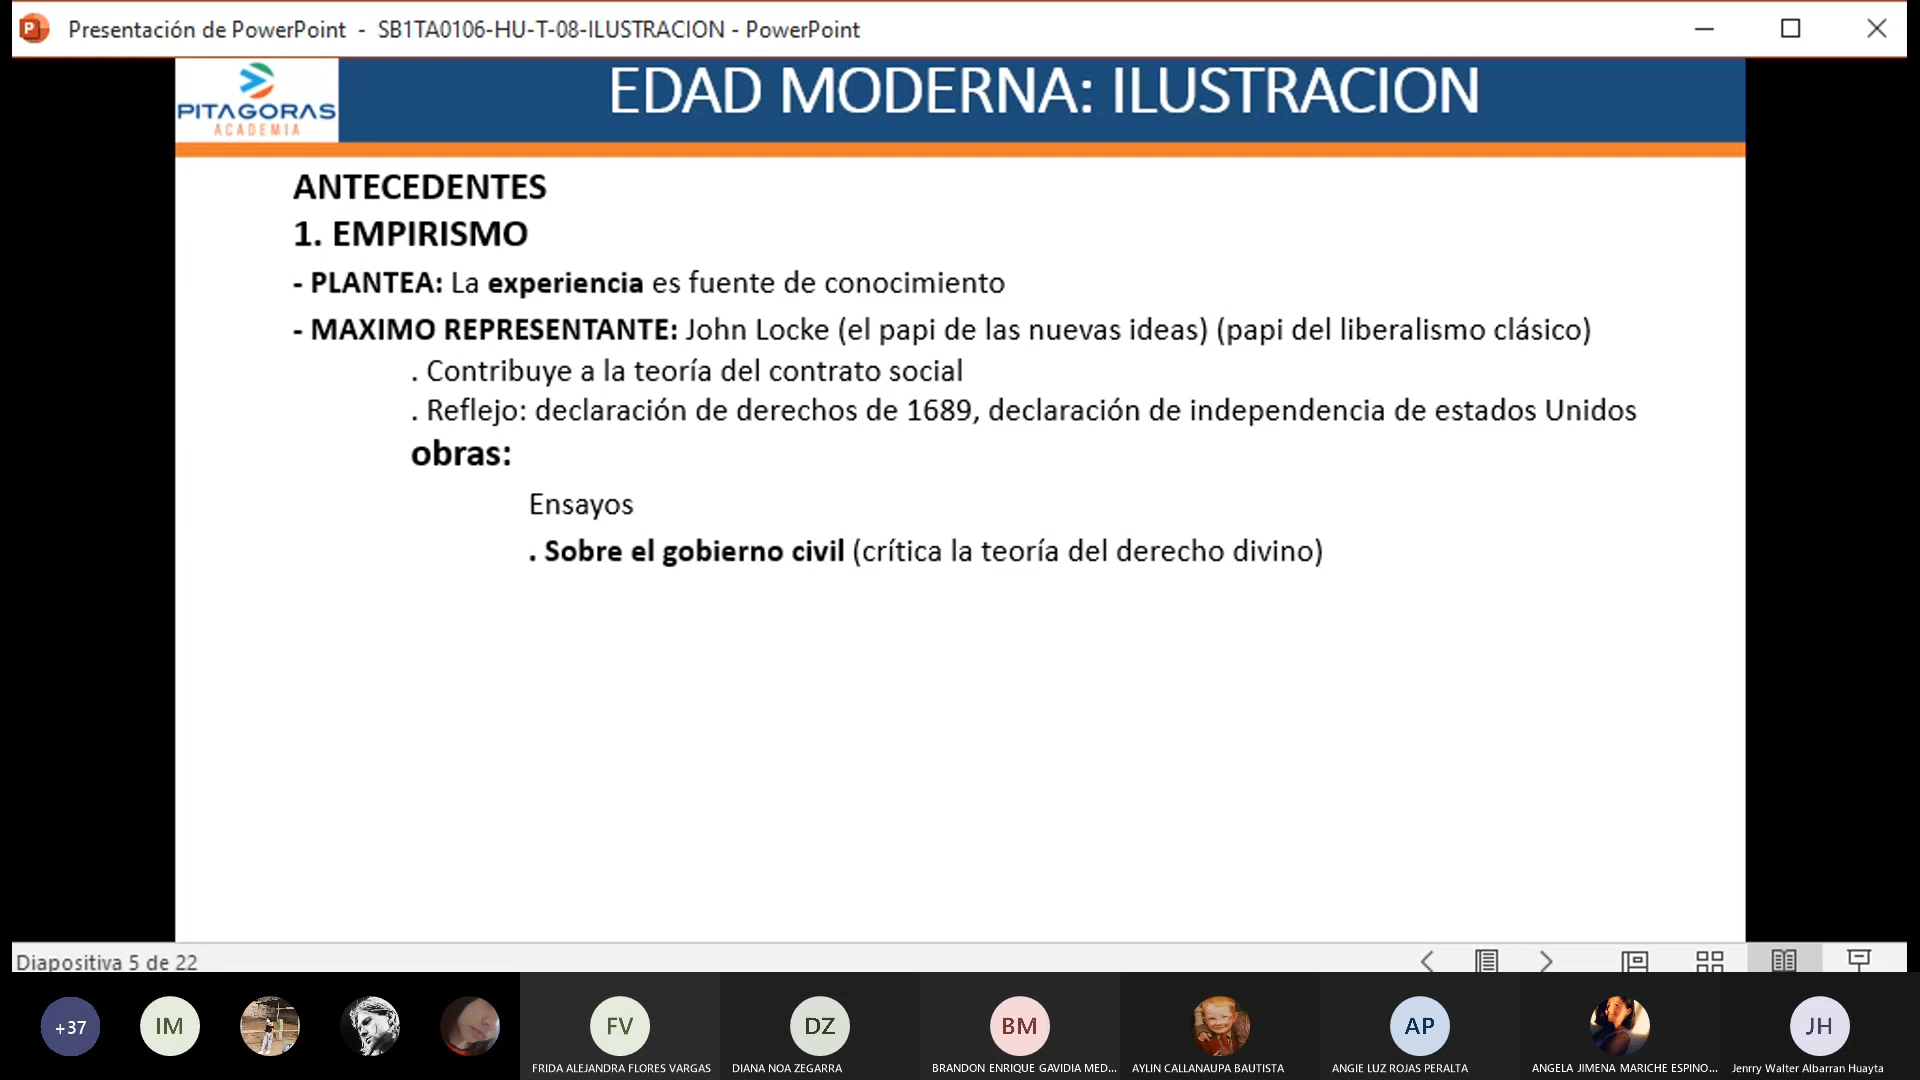 Presentación de PowerPoint - SB1TA0106-HU-T-08-ILUSTRACION - PowerPoint
PITAGORAS
ACADEMIA
EDAD MODERNA: ILUSTRACION
ANTECEDENTES
1. EMPIRISMO
- PLANTEA: La experiencia es fuente de conocimiento
- MAXIMO REPRESENTANTE: John Locke (el papi de las nuevas ideas) (papi del liberalismo clásico)
. Contribuye a la teoría del contrato social
. Reflejo: declaración de derechos de 1689, declaración de independencia de estados Unidos
obras:
Ensayos
. Sobre el gobierno civil (crítica la teoría del derecho divino)
Diapositiva 5 de 22
+37 IM FV DZ BM AP JH
FRIDA ALEJANDRA FLORES VARGAS DIANA NOA ZEGARRA BRANDON ENRIQUE GAVIDIA MED... AYLIN CALLANAUPA BAUTISTA ANGIE LUZ ROJAS PERALTA ANGELA JIMENA MARICHE ESPINO... Jenrry Walter Albarran Huayta